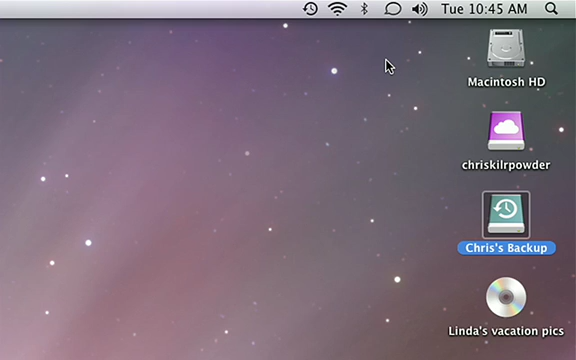 Tue 10:45 AM
Macintosh HD
chriskilrpowder
Chris's Backup
Linda's vacation pics